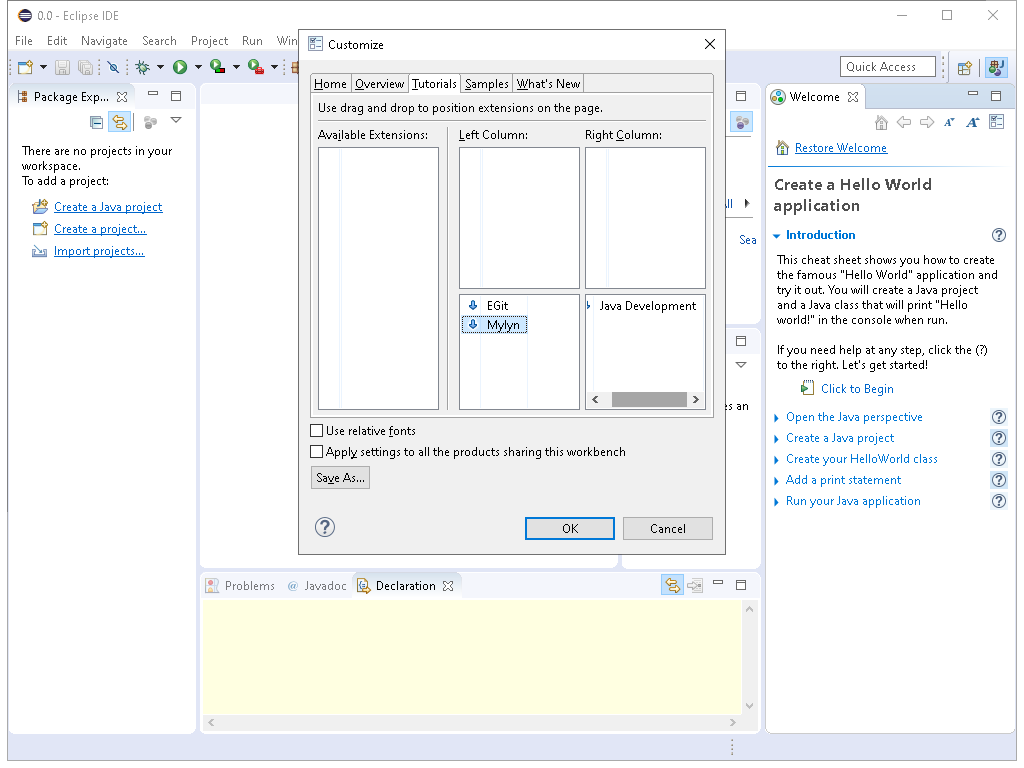 0.0 - Eclipse IDE
File Edit Navigate Search Project Run Win
Quick Access
Package Exp...
There are no projects in your
workspace.
To add a project:
Create a Java project
Create a project...
Import projects...
Customize
Home Overview Tutorials Samples What's New
Use drag and drop to position extensions on the page.
Available Extensions: Left Column: Right Column:
EGit
Mylyn
Java Development
Use relative fonts
Apply settings to all the products sharing this workbench
Save As...
OK Cancel
Sea
Problems @ Javadoc Declaration
Welcome
Restore Welcome
Create a Hello World
application
Introduction
This cheat sheet shows you how to create
the famous "Hello World" application and
try it out. You will create a Java project
and a Java class that will print "Hello
world!" in the console when run.
If you need help at any step, click the (?)
to the right. Let's get started!
Click to Begin
Open the Java perspective
Create a Java project
Create your HelloWorld class
Add a print statement
Run your Java application